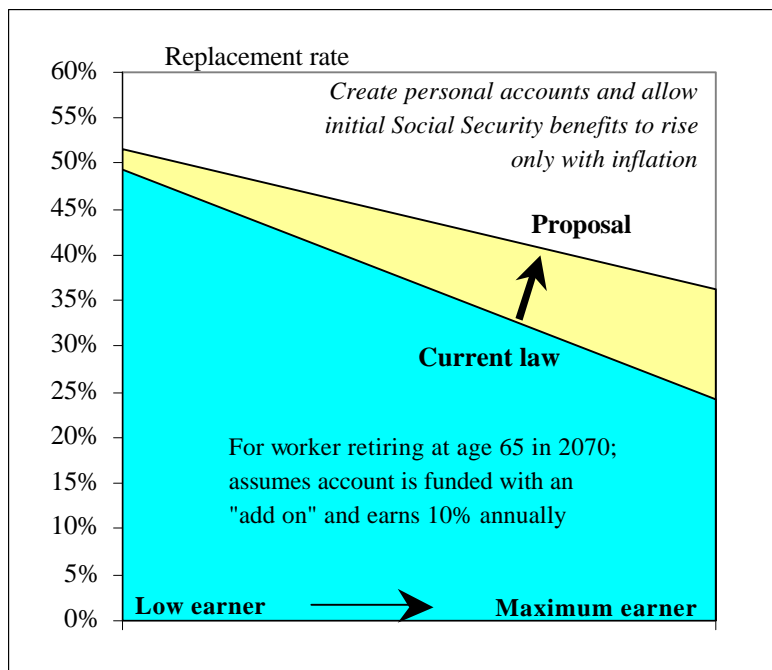 Replacement rate
60%
55%
50%
45%
40%
35%
30%
25%
20%
15%
10%
5%
0%
Create personal accounts and allow
initial Social Security benefits to rise
only with inflation
Proposal
Current law
For worker retiring at age 65 in 2070;
assumes account is funded with an
"add on" and earns 10% annually
Low earner
Maximum earner